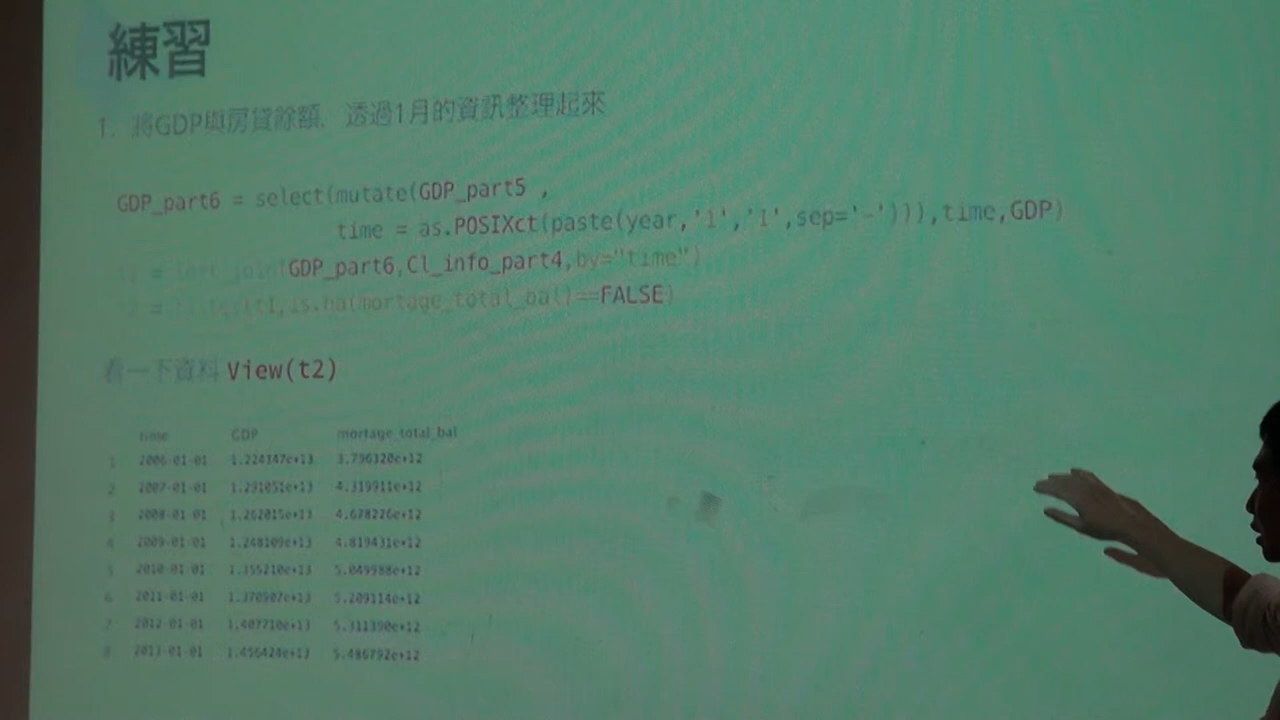 練習
1. 將GDP與房貸餘額, 透過1月的資訊整理起來
GDP_part6 = select(mutate(GDP_part5 ,
time = as.POSIXct(paste(year,'1','1',sep='-'))),time,GDP)
GDP_part6,Cl_info_part4,by="time")
(t1,is.na(mortage_total_bal)==FALSE)
看一下資料 View(t2)
time GDP mortage_total_bal
1 2006-01-01 1.224347e+13 3.796320e+12
2 2007-01-01 1.291051e+13 4.319911e+12
3 2008-01-01 1.262015e+13 4.678226e+12
4 2009-01-01 1.248109e+13 4.819431e+12
5 2010-01-01 1.355210e+13 5.049988e+12
6 2011-01-01 1.370907e+13 5.209114e+12
7 2012-01-01 1.407710e+13 5.311390e+12
8 2013-01-01 1.456424e+13 5.486792e+12